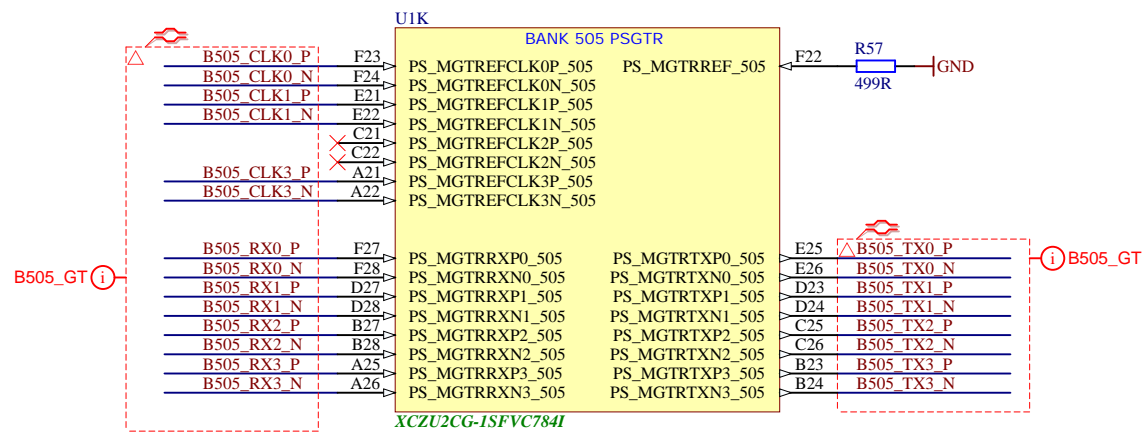 U1K
BANK 505 PSGTR
B505_CLK0_P F23 PS_MGTREFCLK0P_505 PS_MGTRREF_505 F22 R57 499R GND
B505_CLK0_N F24 PS_MGTREFCLK0N_505
B505_CLK1_P E21 PS_MGTREFCLK1P_505
B505_CLK1_N E22 PS_MGTREFCLK1N_505
C21 PS_MGTREFCLK2P_505
C22 PS_MGTREFCLK2N_505
B505_CLK3_P A21 PS_MGTREFCLK3P_505
B505_CLK3_N A22 PS_MGTREFCLK3N_505
B505_RX0_P F27 PS_MGTRRXP0_505 PS_MGTRTXP0_505 E25 B505_TX0_P
B505_RX0_N F28 PS_MGTRRXN0_505 PS_MGTRTXN0_505 E26 B505_TX0_N
B505_RX1_P D27 PS_MGTRRXP1_505 PS_MGTRTXP1_505 D23 B505_TX1_P
B505_RX1_N D28 PS_MGTRRXN1_505 PS_MGTRTXN1_505 D24 B505_TX1_N
B505_RX2_P B27 PS_MGTRRXP2_505 PS_MGTRTXP2_505 C25 B505_TX2_P
B505_RX2_N B28 PS_MGTRRXN2_505 PS_MGTRTXN2_505 C26 B505_TX2_N
B505_RX3_P A25 PS_MGTRRXP3_505 PS_MGTRTXP3_505 B23 B505_TX3_P
B505_RX3_N A26 PS_MGTRRXN3_505 PS_MGTRTXN3_505 B24 B505_TX3_N
B505_GT i
i B505_GT
XCZU2CG-1SFVC784I